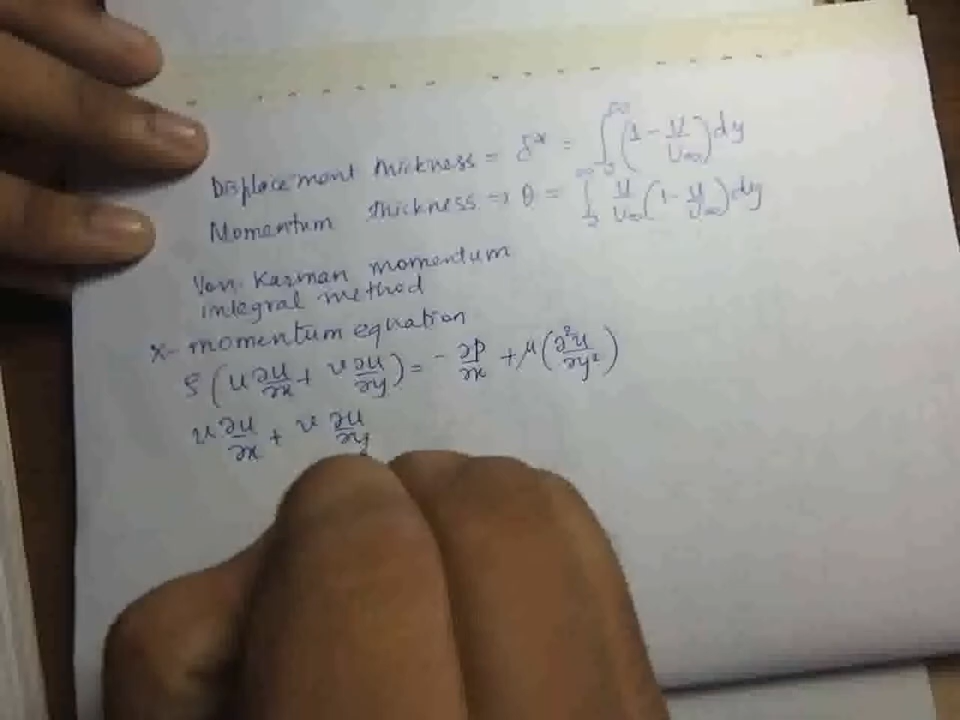 Displacement thickness = δ* = ∫₀^∞ (1 - u/U∞) dy
Momentum thickness => θ = ∫₀^∞ u/U∞ (1 - u/U∞) dy
Von. Karman momentum
integral method
x- momentum equation
ρ (u ∂u/∂x + v ∂u/∂y) = - ∂p/∂x + μ (∂²u/∂y²)
u ∂u/∂x + v ∂u/∂y